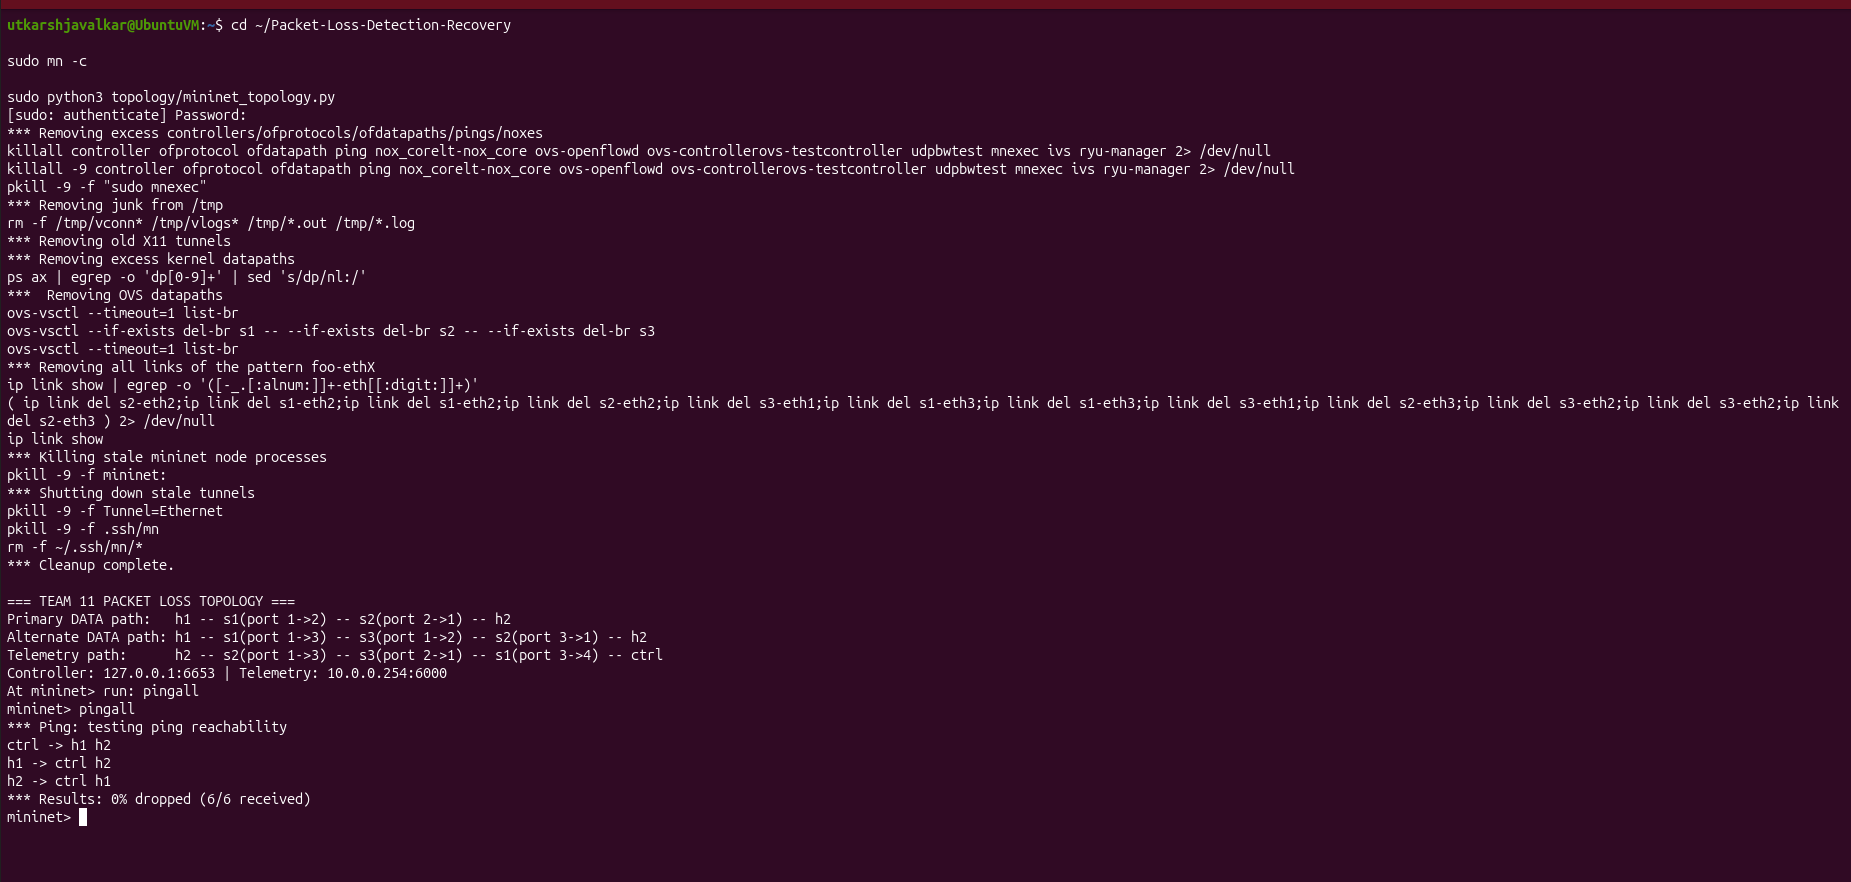 utkarshjavalkar@UbuntuVM:~$ cd ~/Packet-Loss-Detection-Recovery
sudo mn -c
sudo python3 topology/mininet_topology.py
[sudo: authenticate] Password:
*** Removing excess controllers/ofprotocols/ofdatapaths/pings/noxes
killall controller ofprotocol ofdatapath ping nox_corelt-nox_core ovs-openflowd ovs-controllerovs-testcontroller udpbwtest mnexec ivs ryu-manager 2> /dev/null
killall -9 controller ofprotocol ofdatapath ping nox_corelt-nox_core ovs-openflowd ovs-controllerovs-testcontroller udpbwtest mnexec ivs ryu-manager 2> /dev/null
pkill -9 -f "sudo mnexec"
*** Removing junk from /tmp
rm -f /tmp/vconn* /tmp/vlogs* /tmp/*.out /tmp/*.log
*** Removing old X11 tunnels
*** Removing excess kernel datapaths
ps ax | egrep -o 'dp[0-9]+' | sed 's/dp/nl:/'
***  Removing OVS datapaths
ovs-vsctl --timeout=1 list-br
ovs-vsctl --if-exists del-br s1 -- --if-exists del-br s2 -- --if-exists del-br s3
ovs-vsctl --timeout=1 list-br
*** Removing all links of the pattern foo-ethX
ip link show | egrep -o '([-_.[:alnum:]]+-eth[[:digit:]]+)'
( ip link del s2-eth2;ip link del s1-eth2;ip link del s1-eth2;ip link del s2-eth2;ip link del s3-eth1;ip link del s1-eth3;ip link del s1-eth3;ip link del s3-eth1;ip link del s2-eth3;ip link del s3-eth2;ip link del s3-eth2;ip link
del s2-eth3 ) 2> /dev/null
ip link show
*** Killing stale mininet node processes
pkill -9 -f mininet:
*** Shutting down stale tunnels
pkill -9 -f Tunnel=Ethernet
pkill -9 -f .ssh/mn
rm -f ~/.ssh/mn/*
*** Cleanup complete.
=== TEAM 11 PACKET LOSS TOPOLOGY ===
Primary DATA path:   h1 -- s1(port 1->2) -- s2(port 2->1) -- h2
Alternate DATA path: h1 -- s1(port 1->3) -- s3(port 1->2) -- s2(port 3->1) -- h2
Telemetry path:      h2 -- s2(port 1->3) -- s3(port 2->1) -- s1(port 3->4) -- ctrl
Controller: 127.0.0.1:6653 | Telemetry: 10.0.0.254:6000
At mininet> run: pingall
mininet> pingall
*** Ping: testing ping reachability
ctrl -> h1 h2
h1 -> ctrl h2
h2 -> ctrl h1
*** Results: 0% dropped (6/6 received)
mininet>